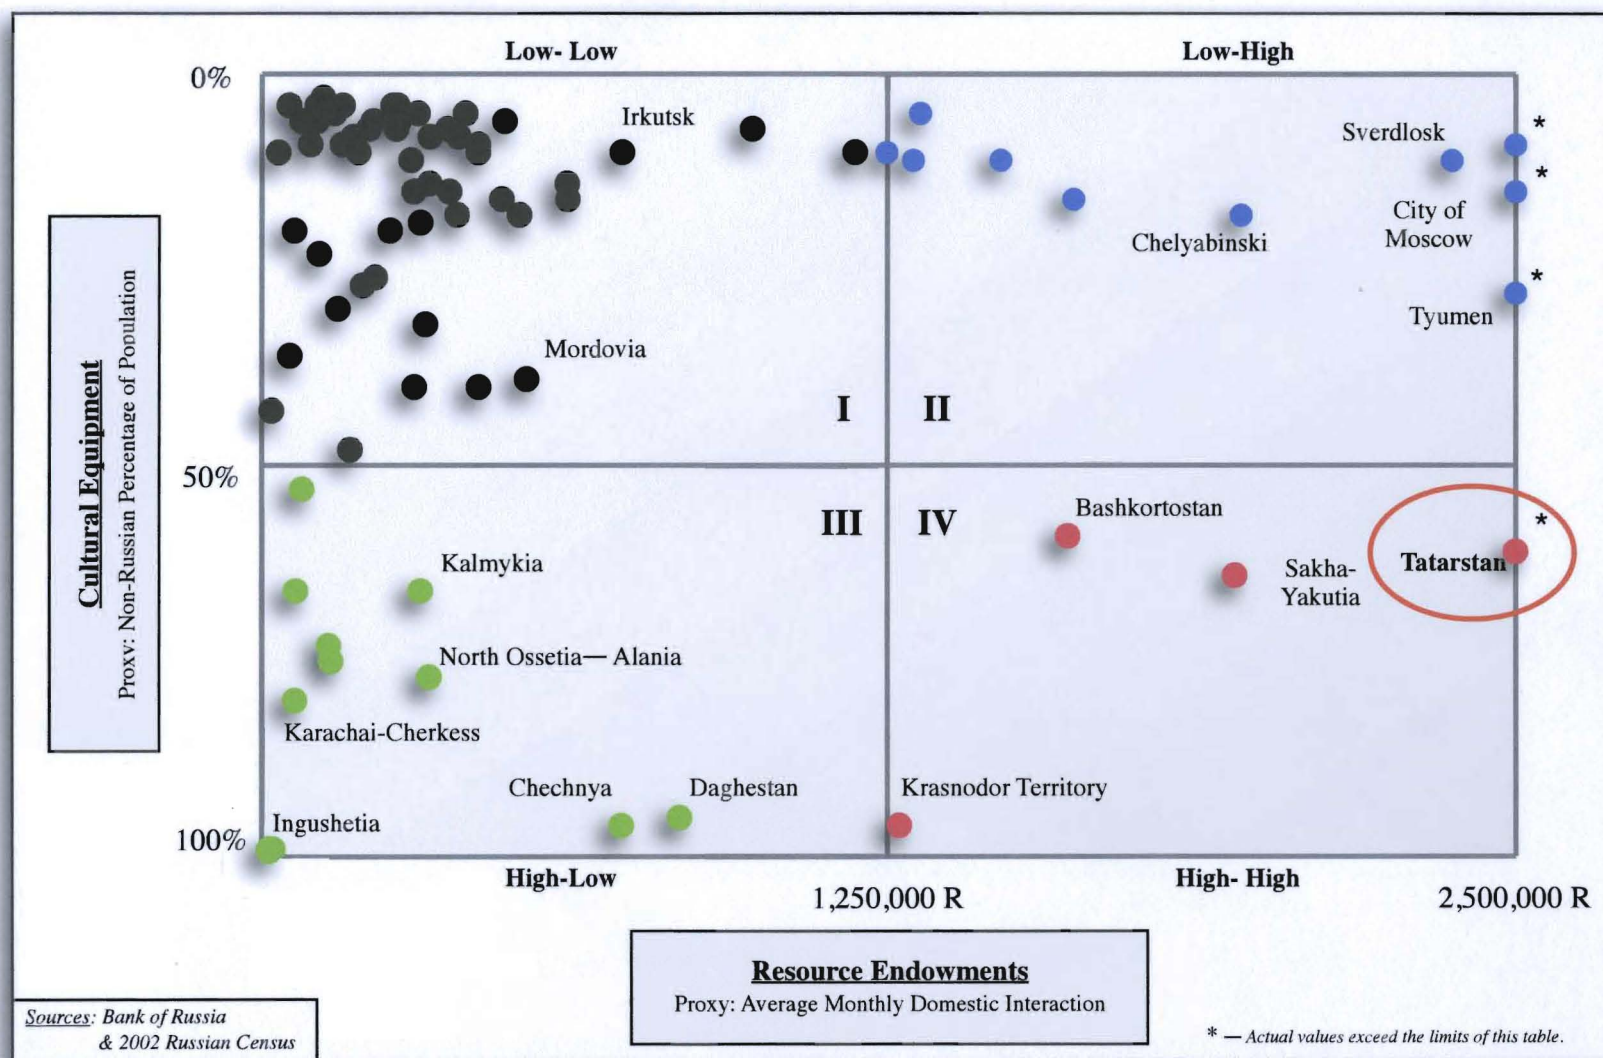 Low- Low
Low-High
0%
Irkutsk
*
Sverdlosk
*
City of
Moscow
Chelyabinski
*
Tyumen
Mordovia
I
II
Cultural Equipment
Proxy: Non-Russian Percentage of Population
50%
III
IV
Bashkortostan
*
Tatarstan
Kalmykia
Sakha-
Yakutia
North Ossetia— Alania
Karachai-Cherkess
Chechnya
Daghestan
Krasnodor Territory
Ingushetia
100%
High-Low
High- High
1,250,000 R
2,500,000 R
Resource Endowments
Proxy: Average Monthly Domestic Interaction
Sources: Bank of Russia
& 2002 Russian Census
* — Actual values exceed the limits of this table.